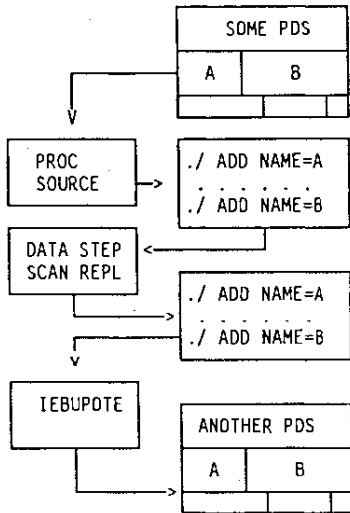 SOME PDS
A B
PROC
SOURCE
./ ADD NAME=A
. . . . . .
./ ADD NAME=B
DATA STEP
SCAN REPL
./ ADD NAME=A
. . . . . .
./ ADD NAME=B
IEBUPOTE
ANOTHER PDS
A B